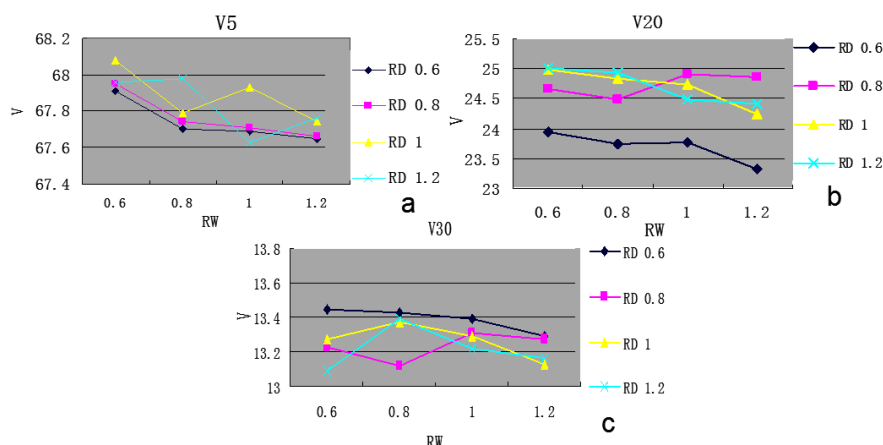 V5
68.2
68
67.8
67.6
67.4
V
0.6 0.8 1 1.2
RW
RD 0.6
RD 0.8
RD 1
RD 1.2
a
V20
25.5
25
24.5
24
23.5
23
V
0.6 0.8 1 1.2
RW
RD 0.6
RD 0.8
RD 1
RD 1.2
b
V30
13.8
13.6
13.4
13.2
13
V
0.6 0.8 1 1.2
RW
RD 0.6
RD 0.8
RD 1
RD 1.2
c